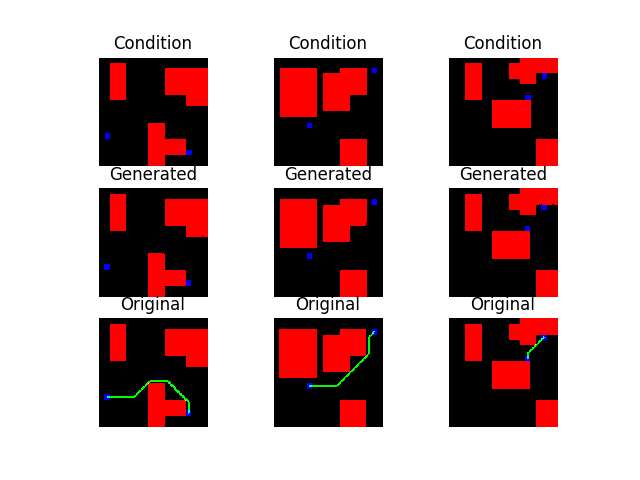 Condition Condition Condition
Generated Generated Generated
Original Original Original